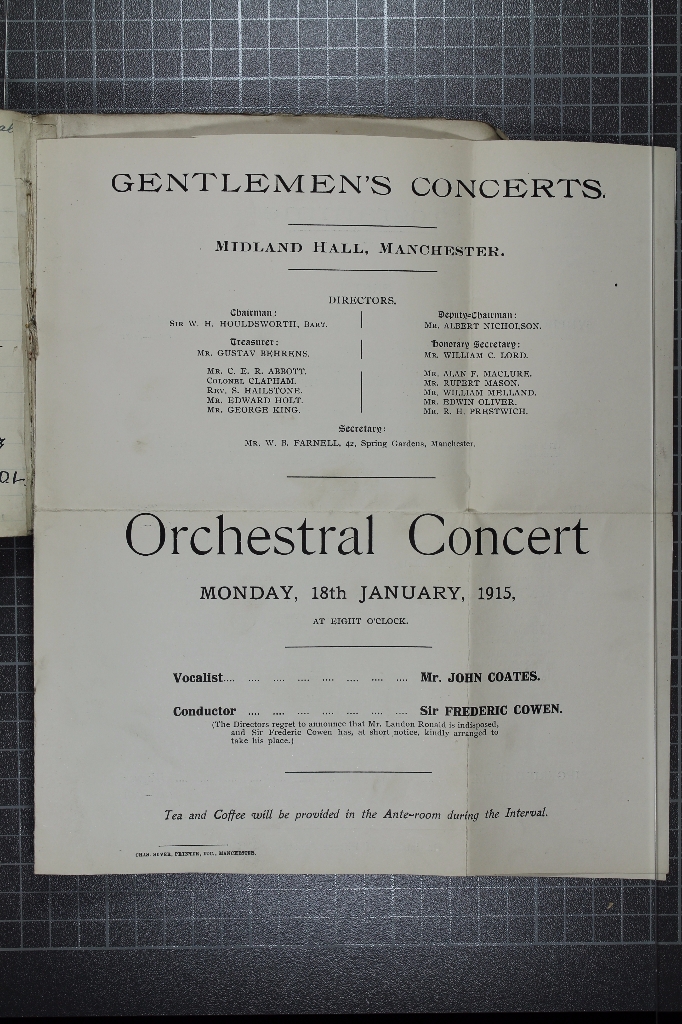 GENTLEMEN'S CONCERTS.
MIDLAND HALL, MANCHESTER.
DIRECTORS.
Chairman:
SIR W. H. HOULDSWORTH, BART.
Deputy-Chairman:
MR. ALBERT NICHOLSON.
Treasurer:
MR. GUSTAV BEHRENS.
Honorary Secretary:
MR. WILLIAM C. LORD.
MR. C. E. R. ABBOTT.
COLONEL CLAPHAM.
REV. S. HAILSTONE.
MR. EDWARD HOLT.
MR. GEORGE KING.
MR. ALAN F. MACLURE.
MR. RUPERT MASON.
MR. WILLIAM MELLAND.
MR. EDWIN OLIVER.
MR. R. H. PRESTWICH.
Secretary:
MR. W. B. FARNELL, 42, Spring Gardens, Manchester.
Orchestral Concert
MONDAY, 18th JANUARY, 1915,
AT EIGHT O'CLOCK.
Vocalist.... .... .... .... .... .... .... .... Mr. JOHN COATES.
Conductor .... .... .... .... .... .... .... Sir FREDERIC COWEN.
(The Directors regret to announce that Mr. Landon Ronald is indisposed,
and Sir Frederic Cowen has, at short notice, kindly arranged to
take his place.)
Tea and Coffee will be provided in the Ante-room during the Interval.
CHAS. SEVER, PRINTER, MANCHESTER.